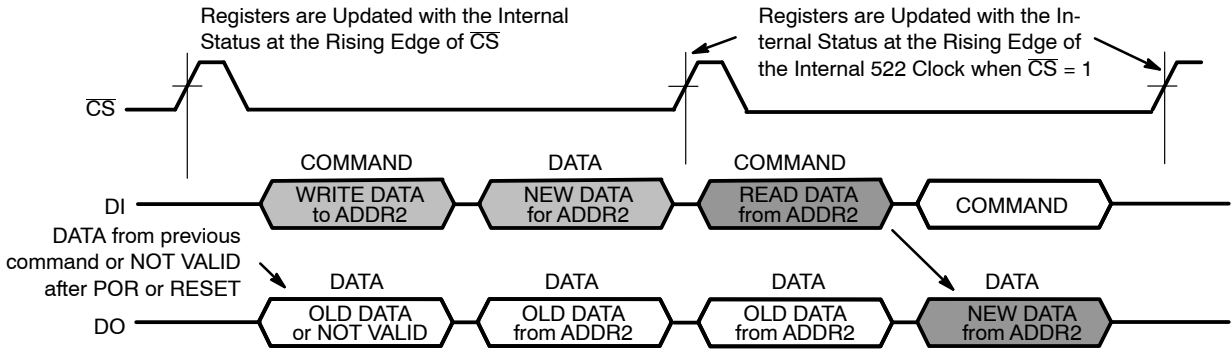 Registers are Updated with the Internal
Status at the Rising Edge of C̅S̅
Registers are Updated with the In-
ternal Status at the Rising Edge of
the Internal 522 Clock when C̅S̅ = 1
C̅S̅
COMMAND
DATA
COMMAND
DI
WRITE DATA
to ADDR2
NEW DATA
for ADDR2
READ DATA
from ADDR2
COMMAND
DATA from previous
command or NOT VALID
after POR or RESET
DATA
DATA
DATA
DATA
DO
OLD DATA
or NOT VALID
OLD DATA
from ADDR2
OLD DATA
from ADDR2
NEW DATA
from ADDR2